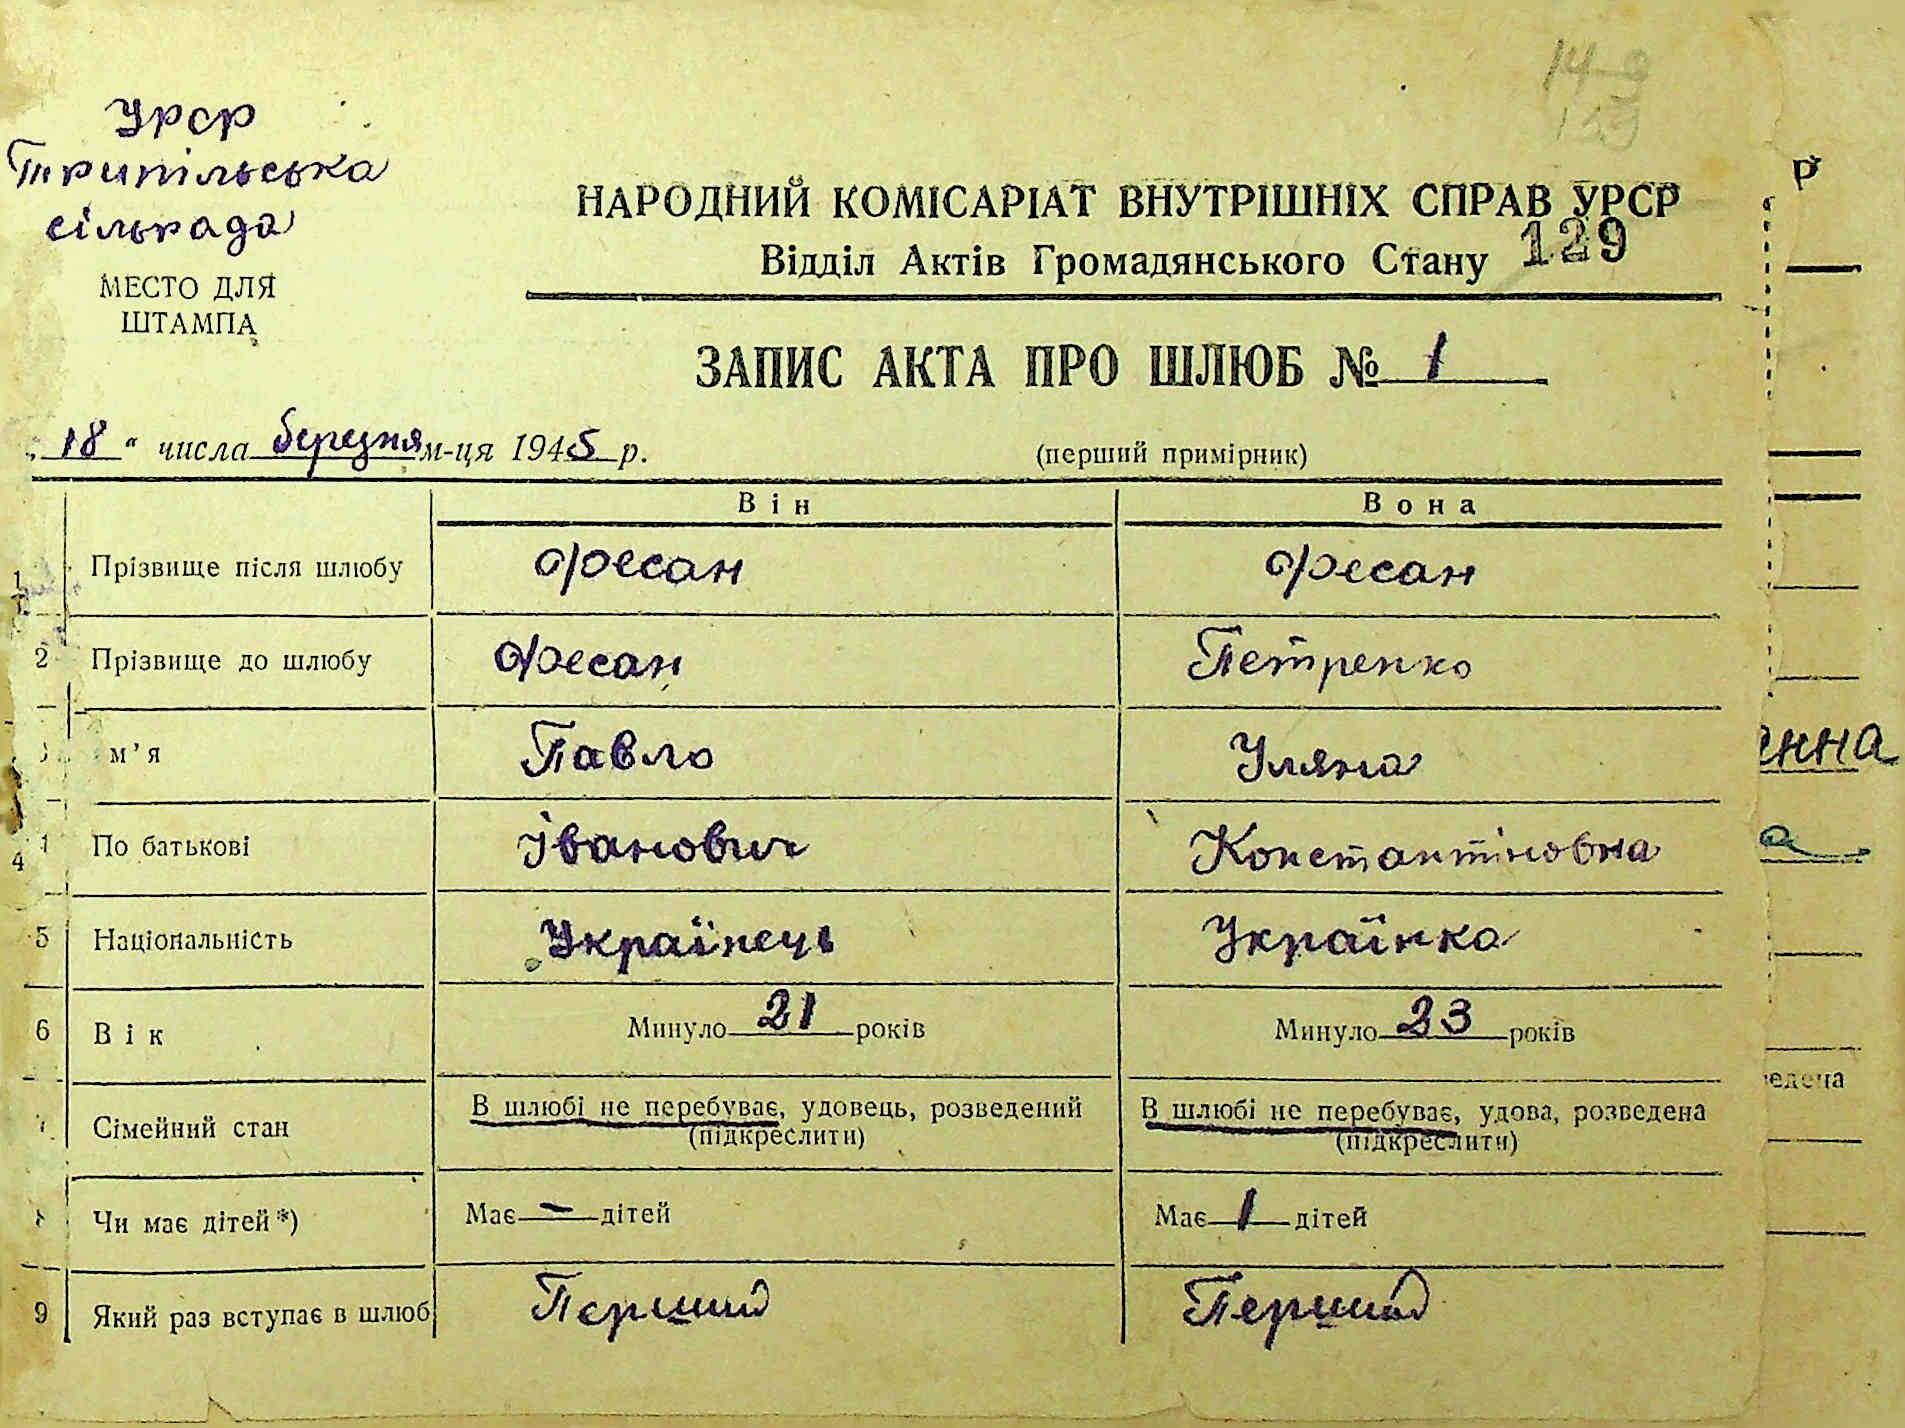 УРСР
Трипільська
сільрада
МЕСТО ДЛЯ
ШТАМПА
НАРОДНИЙ КОМІСАРІАТ ВНУТРІШНІХ СПРАВ УРСР
Відділ Актів Громадянського Стану 129
ЗАПИС АКТА ПРО ШЛЮБ № 1
„18“ числа березня м-ця 1945 р. (перший примірник)
Він Вона
1 Прізвище після шлюбу Фесан Фесан
2 Прізвище до шлюбу Фесан Петренко
м'я Павло Уляна
4 По батькові Іванович Константіновна
5 Національність Українець Українка
6 Вік Минуло 21 років Минуло 23 років
Сімейний стан В шлюбі не перебуває, удовець, розведений (підкреслити) В шлюбі не перебуває, удова, розведена (підкреслити)
Чи має дітей *) Має — дітей Має 1 дітей
9 Який раз вступає в шлюб Перший Перший